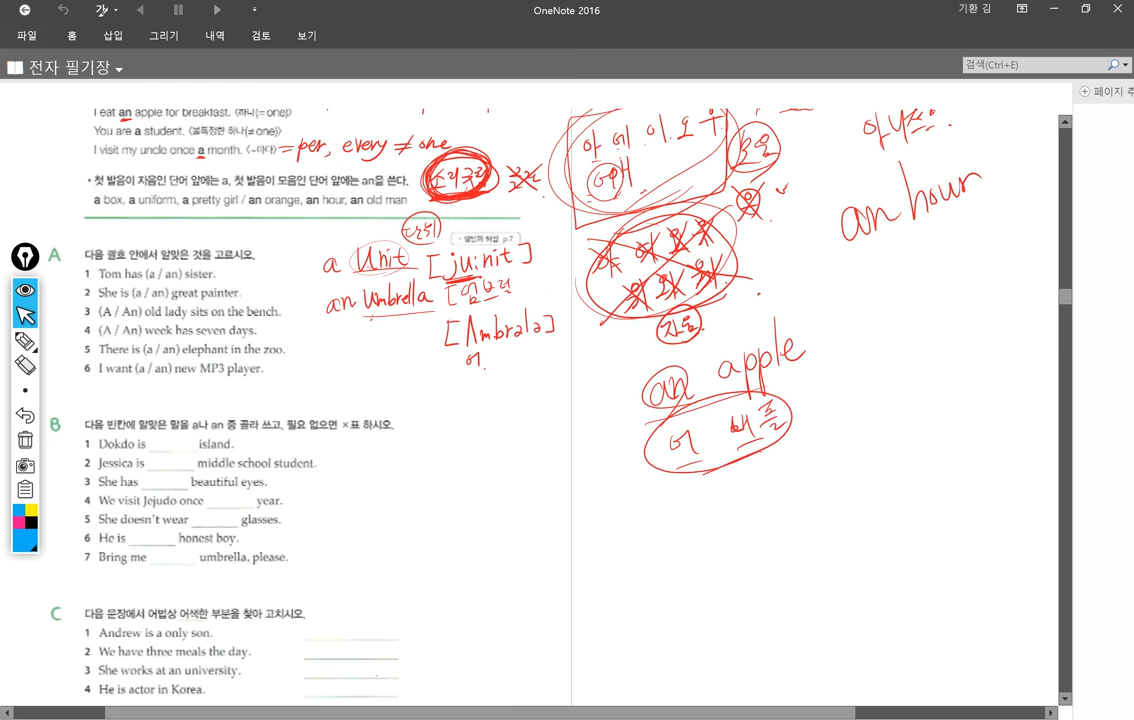 OneNote 2016
기환 김
파일 홈 삽입 그리기 내역 검토 보기
전자 필기장
검색(Ctrl+E)
페이지 추
I eat an apple for breakfast. 《하나(=one)》
You are a student. 《불특정한 하나(≠one)》
I visit my uncle once a month. 《~마다》 = per, every ≠ one
• 첫 발음이 자음인 단어 앞에는 a, 첫 발음이 모음인 단어 앞에는 an을 쓴다.
a box, a uniform, a pretty girl / an orange, an hour, an old man
소리규칙
아 에 이 오 우
모음
an hour
• 정답과 해설 p.7
단위
a Unit [junit]
an umbrella
자음
an apple
어 애플
A 다음 괄호 안에서 알맞은 것을 고르시오.
1 Tom has (a / an) sister.
2 She is (a / an) great painter.
3 (A / An) old lady sits on the bench.
4 (A / An) week has seven days.
5 There is (a / an) elephant in the zoo.
6 I want (a / an) new MP3 player.
B 다음 빈칸에 알맞은 말을 a나 an 중 골라 쓰고, 필요 없으면 ×표 하시오.
1 Dokdo is ______ island.
2 Jessica is ______ middle school student.
3 She has ______ beautiful eyes.
4 We visit Jejudo once ______ year.
5 She doesn't wear ______ glasses.
6 He is ______ honest boy.
7 Bring me ______ umbrella, please.
C 다음 문장에서 어법상 어색한 부분을 찾아 고치시오.
1 Andrew is a only son.
2 We have three meals the day.
3 She works at an university.
4 He is actor in Korea.